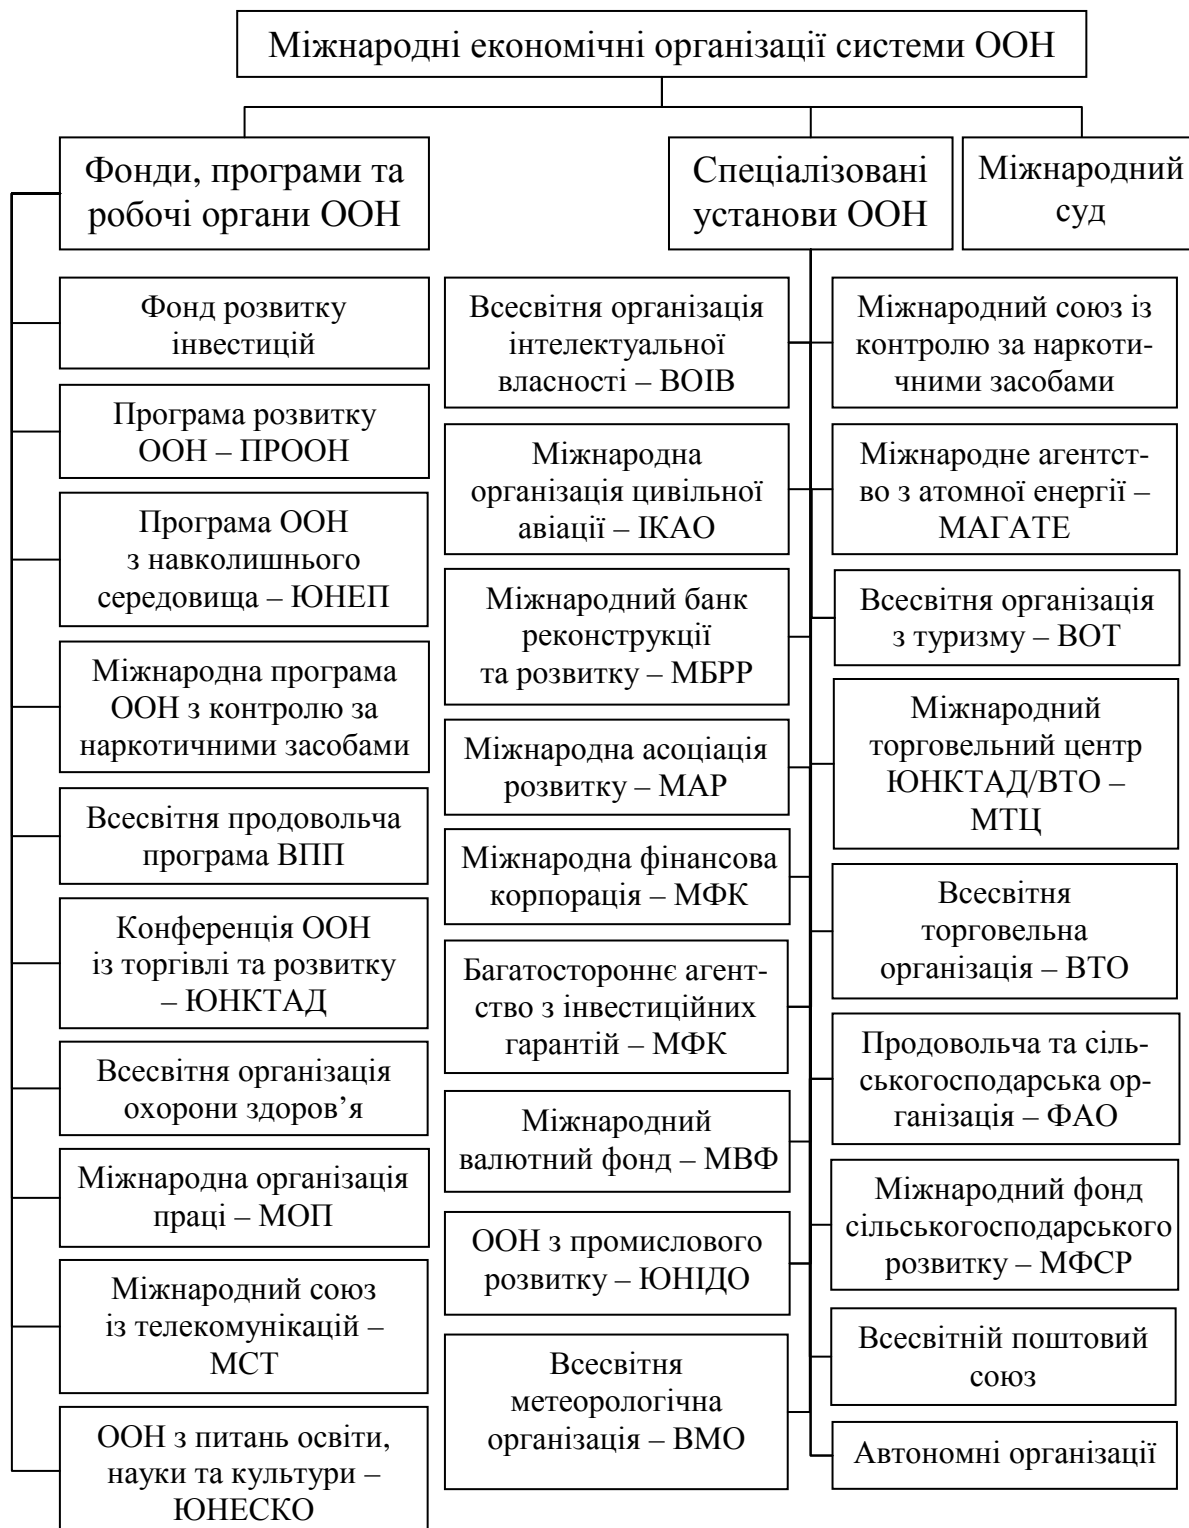 Міжнародні економічні організації системи ООН
Фонди, програми та
робочі органи ООН
Спеціалізовані
установи ООН
Міжнародний
суд
Фонд розвитку
інвестицій
Програма розвитку
ООН – ПРООН
Програма ООН
з навколишнього
середовища – ЮНЕП
Міжнародна програма
ООН з контролю за
наркотичними засобами
Всесвітня продовольча
програма ВПП
Конференція ООН
із торгівлі та розвитку
– ЮНКТАД
Всесвітня організація
охорони здоров’я
Міжнародна організація
праці – МОП
Міжнародний союз
із телекомунікацій –
МСТ
ООН з питань освіти,
науки та культури –
ЮНЕСКО
Всесвітня організація
інтелектуальної
власності – ВОІВ
Міжнародна
організація цивільної
авіації – ІКАО
Міжнародний банк
реконструкції
та розвитку – МБРР
Міжнародна асоціація
розвитку – МАР
Міжнародна фінансова
корпорація – МФК
Багатостороннє агент-
ство з інвестиційних
гарантій – МФК
Міжнародний
валютний фонд – МВФ
ООН з промислового
розвитку – ЮНІДО
Всесвітня
метеорологічна
організація – ВМО
Міжнародний союз із
контролю за наркоти-
чними засобами
Міжнародне агентст-
во з атомної енергії –
МАГАТЕ
Всесвітня організація
з туризму – ВОТ
Міжнародний
торговельний центр
ЮНКТАД/ВТО –
МТЦ
Всесвітня
торговельна
організація – ВТО
Продовольча та сіль-
ськогосподарська ор-
ганізація – ФАО
Міжнародний фонд
сільськогосподарського
розвитку – МФСР
Всесвітній поштовий
союз
Автономні організації